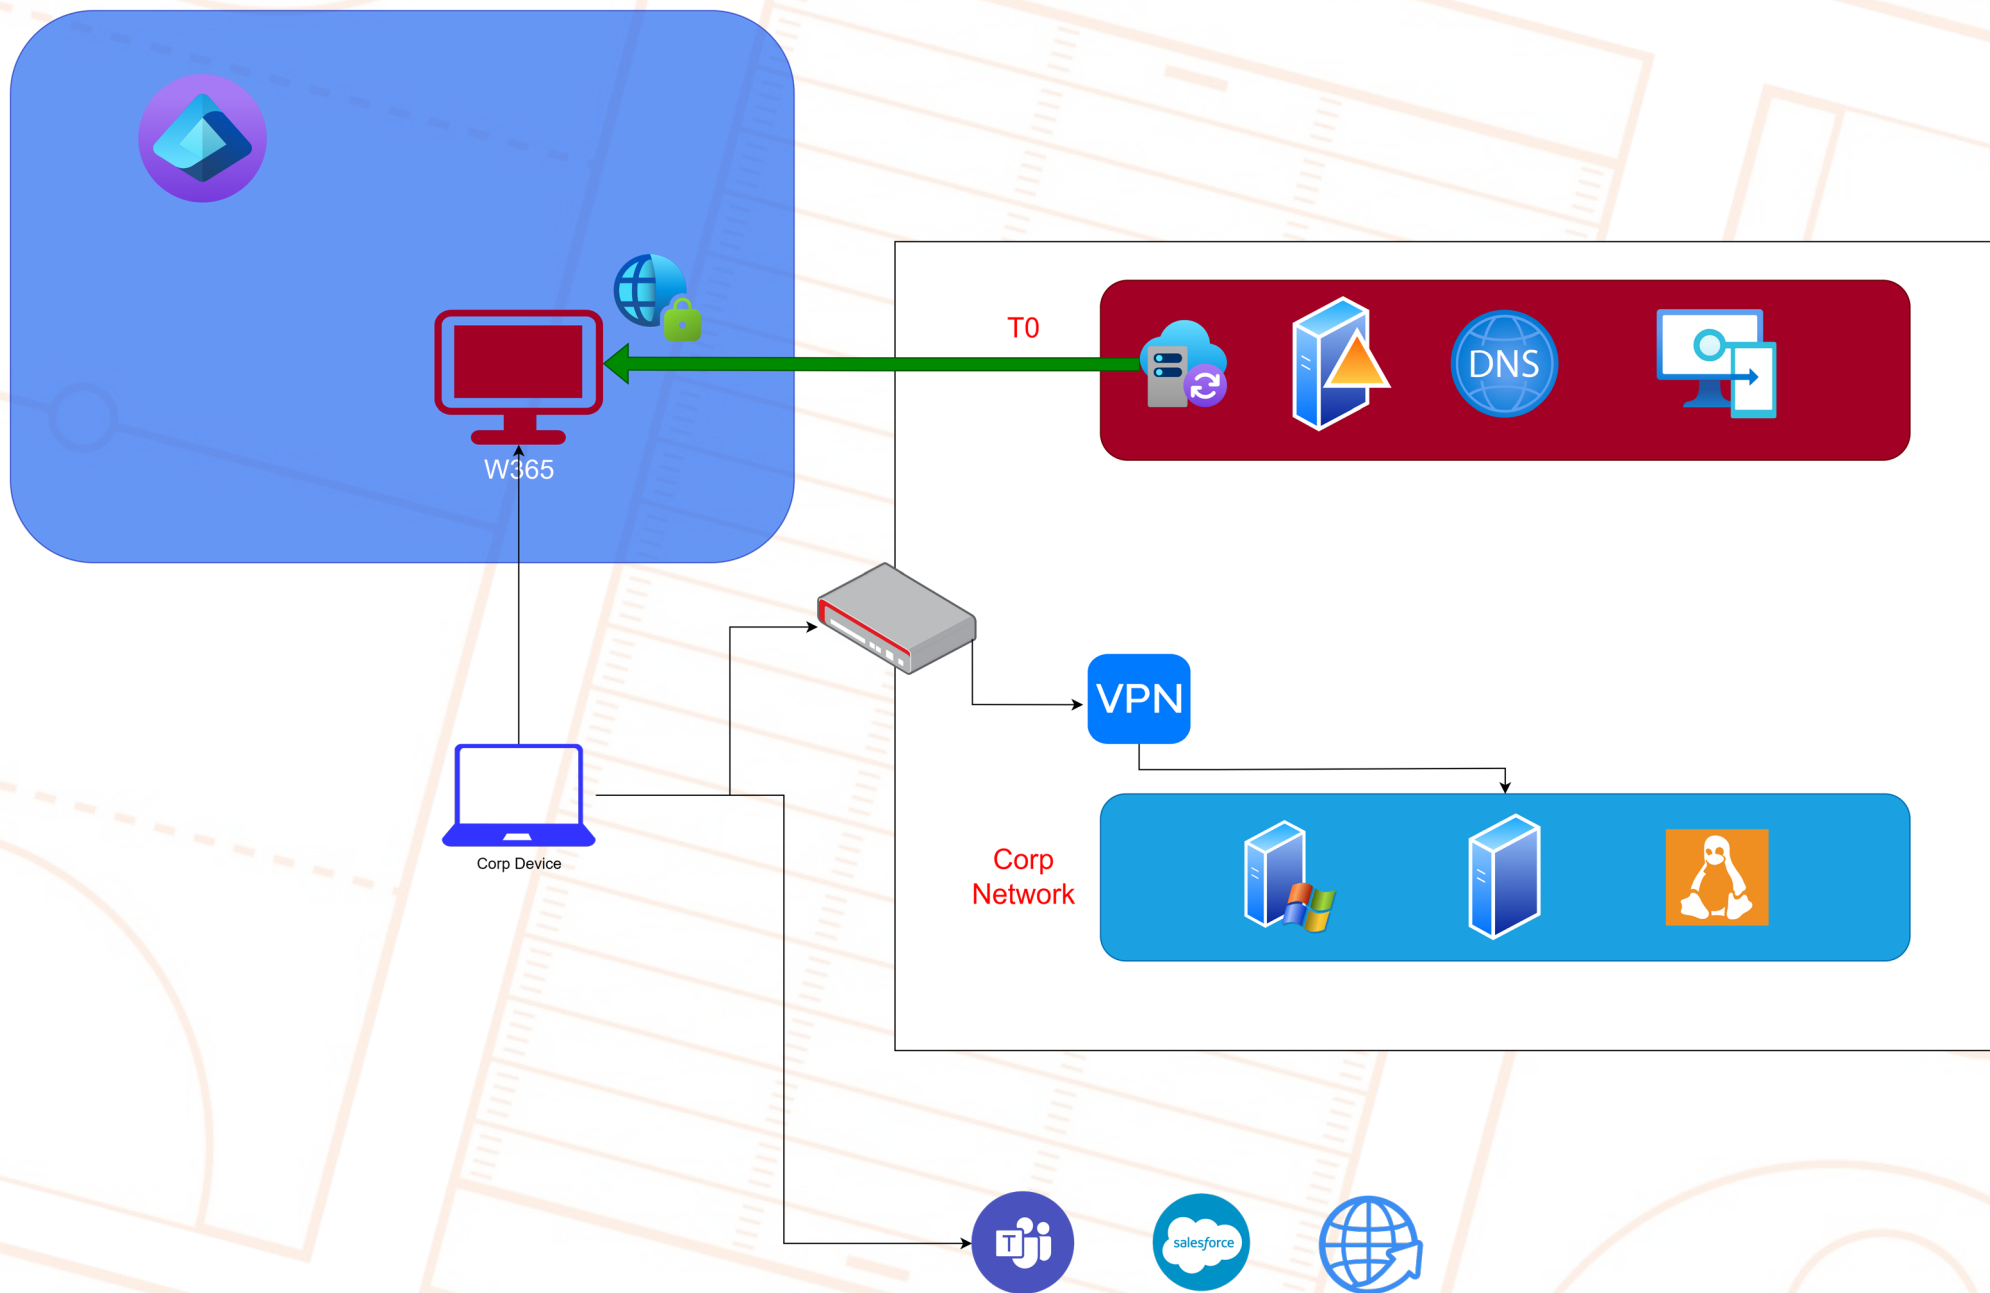 T0
DNS
W365
VPN
Corp Device
Corp
Network
T
salesforce